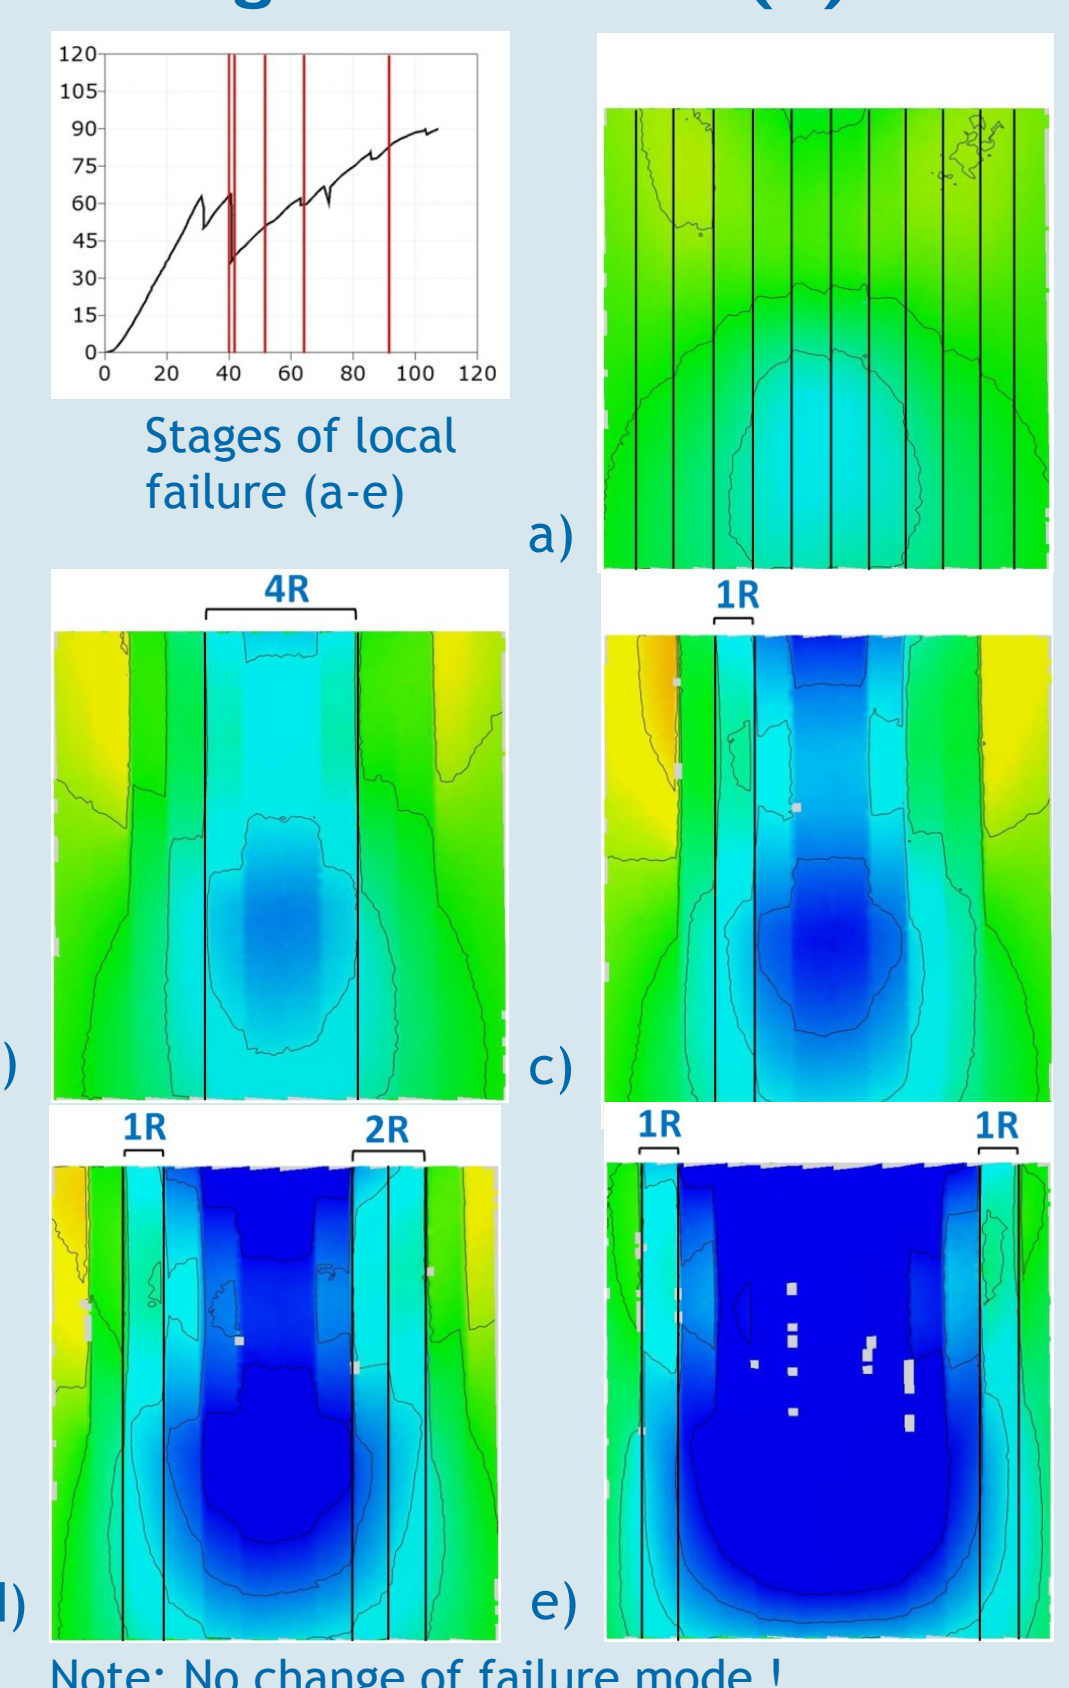 120
105
90
75
60
45
30
15
0
0 20 40 60 80 100 120
Stages of local
failure (a-e)
a)
4R
1R
)
c)
1R
2R
1R
1R
)
e)
Note: No change of failure mode !